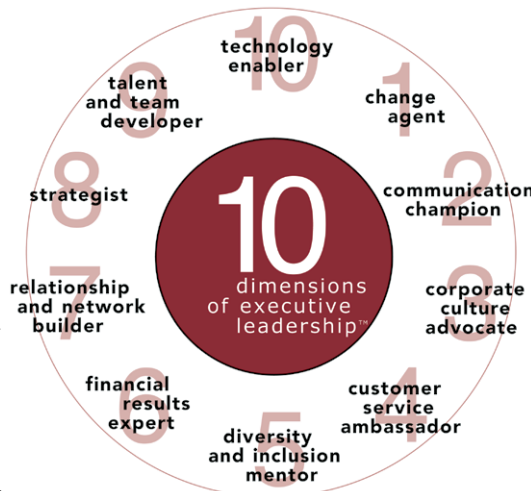 10
dimensions
of executive
leadership™
1
change
agent
2
communication
champion
3
corporate
culture
advocate
4
customer
service
ambassador
5
diversity
and inclusion
mentor
6
financial
results
expert
7
relationship
and network
builder
8
strategist
9
talent
and team
developer
10
technology
enabler